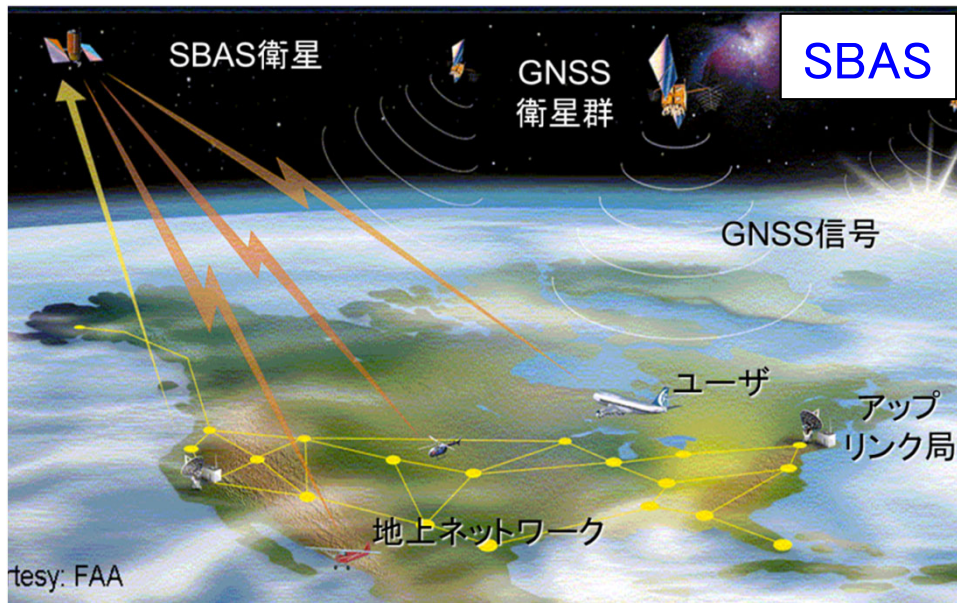 SBAS衛星
GNSS
衛星群
SBAS
GNSS信号
ユーザ
アップ
リンク局
地上ネットワーク
rtesy: FAA